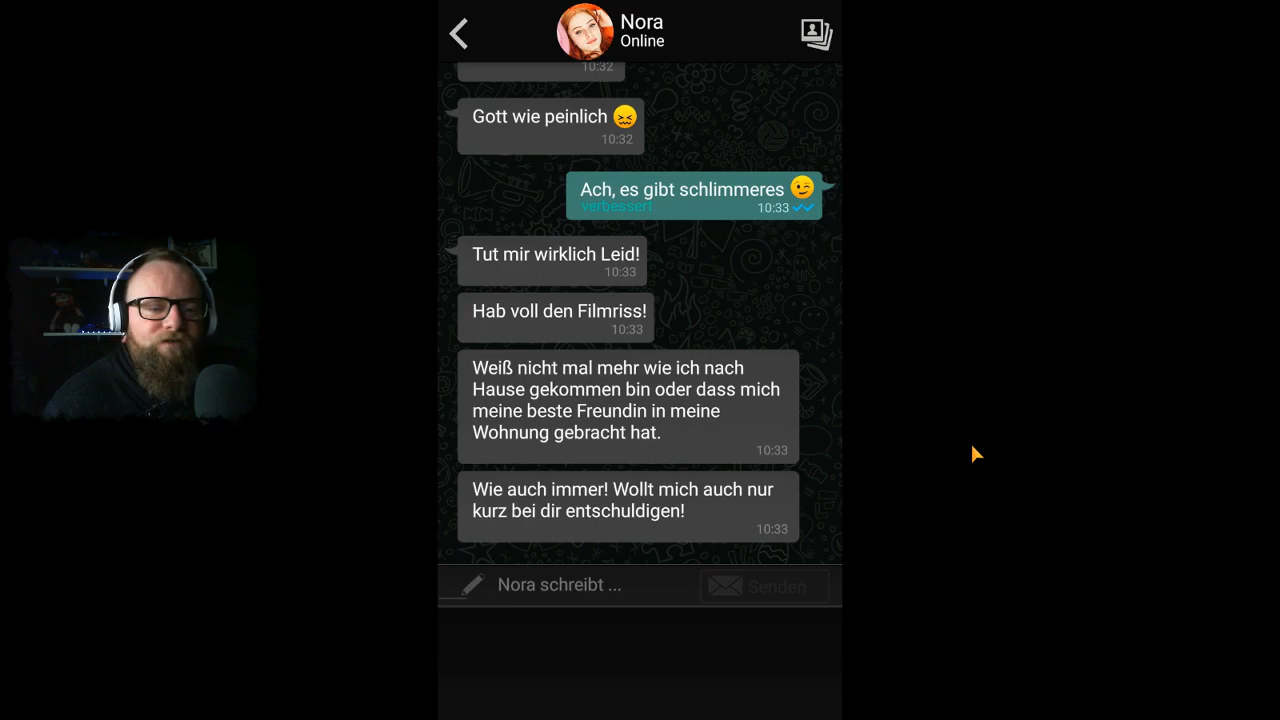 Nora
Online
10:32
Gott wie peinlich 😖
10:32
Ach, es gibt schlimmeres 😉
verbessert
10:33
Tut mir wirklich Leid!
10:33
Hab voll den Filmriss!
10:33
Weiß nicht mal mehr wie ich nach
Hause gekommen bin oder dass mich
meine beste Freundin in meine
Wohnung gebracht hat.
10:33
Wie auch immer! Wollt mich auch nur
kurz bei dir entschuldigen!
10:33
Nora schreibt ...
Senden